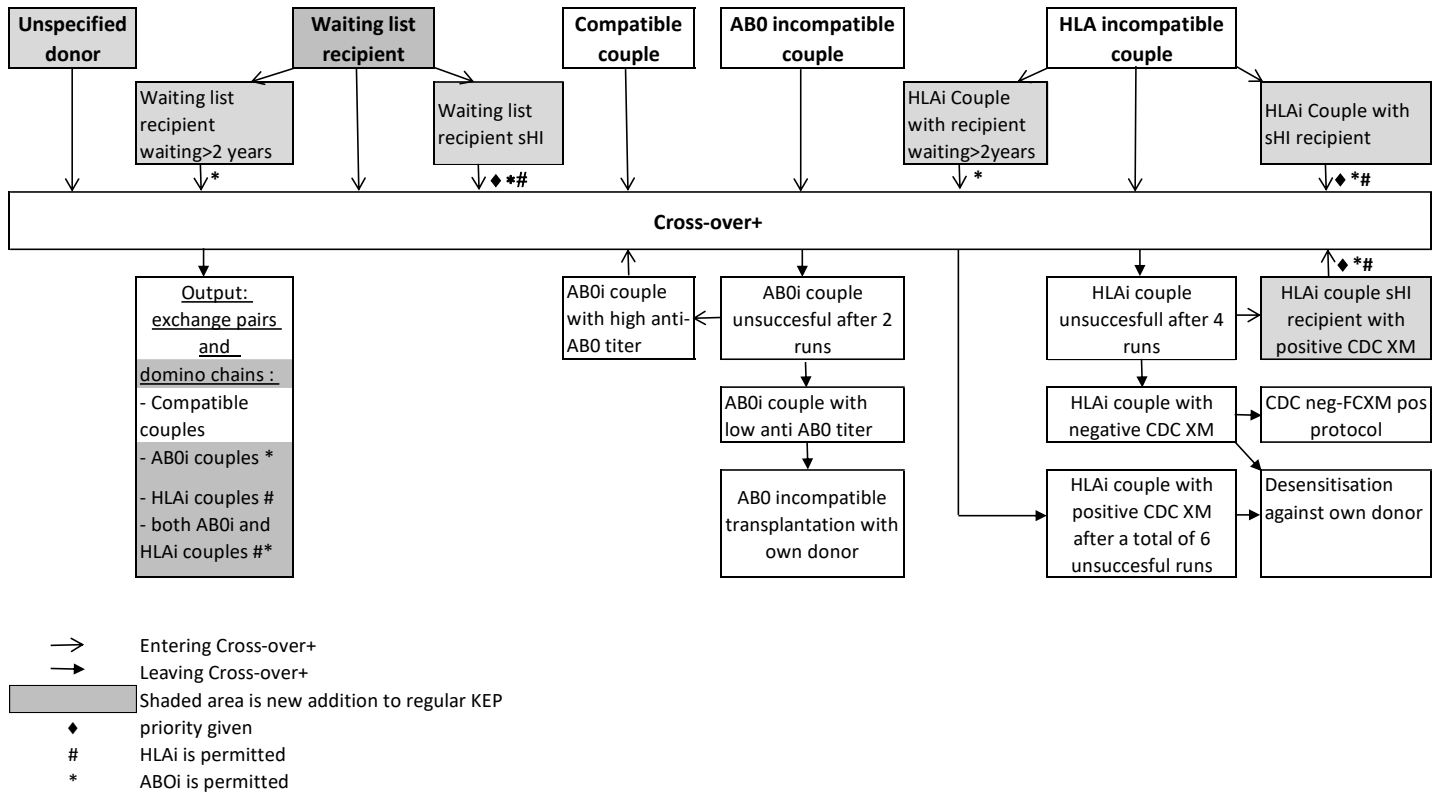 Unspecified
donor
Waiting list
recipient
Compatible
couple
AB0 incompatible
couple
HLA incompatible
couple
Waiting list
recipient
waiting>2 years
*
Waiting list
recipient sHI
♦ *#
HLAi Couple
with recipient
waiting>2years
*
HLAi Couple with
sHI recipient
♦ *#
Cross-over+
Output:
exchange pairs
and
domino chains :
- Compatible
couples
- AB0i couples *
- HLAi couples #
- both AB0i and
HLAi couples #*
AB0i couple
with high anti-
AB0 titer
AB0i couple
unsuccesful after 2
runs
AB0i couple with
low anti AB0 titer
AB0 incompatible
transplantation with
own donor
HLAi couple
unsuccesfull after 4
runs
♦ *#
HLAi couple sHI
recipient with
positive CDC XM
HLAi couple with
negative CDC XM
CDC neg-FCXM pos
protocol
HLAi couple with
positive CDC XM
after a total of 6
unsuccesful runs
Desensitisation
against own donor
Entering Cross-over+
Leaving Cross-over+
Shaded area is new addition to regular KEP
♦ priority given
# HLAi is permitted
* ABOi is permitted